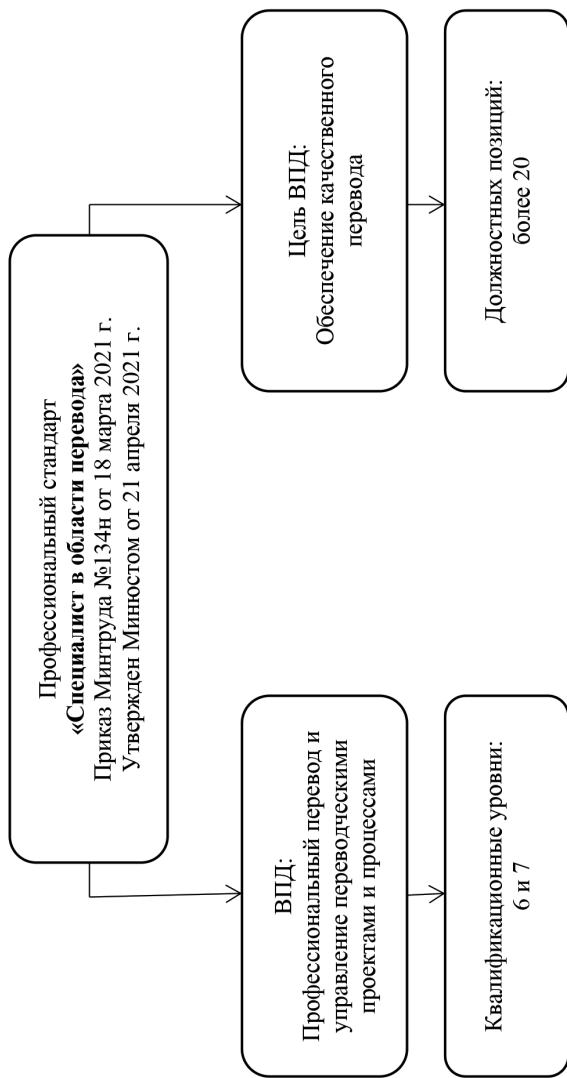 Профессиональный стандарт
«Специалист в области перевода»
Приказ Минтруда №134н от 18 марта 2021 г.
Утвержден Минюстом от 21 апреля 2021 г.
ВПД:
Профессиональный перевод и
управление переводческими
проектами и процессами
Квалификационные уровни:
6 и 7
Цель ВПД:
Обеспечение качественного
перевода
Должностных позиций:
более 20